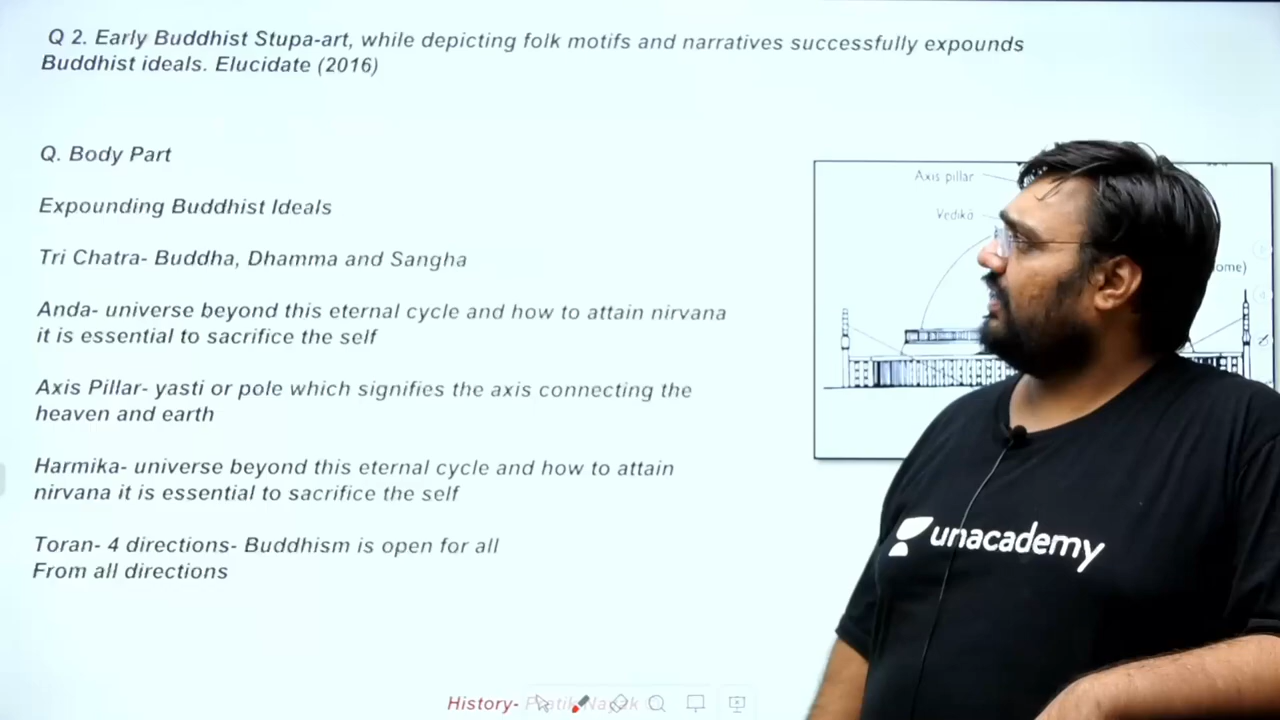 Q 2. Early Buddhist Stupa-art, while depicting folk motifs and narratives successfully expounds
Buddhist ideals. Elucidate (2016)
Q. Body Part
Expounding Buddhist Ideals
Tri Chatra- Buddha, Dhamma and Sangha
Anda- universe beyond this eternal cycle and how to attain nirvana
it is essential to sacrifice the self
Axis Pillar- yasti or pole which signifies the axis connecting the
heaven and earth
Harmika- universe beyond this eternal cycle and how to attain
nirvana it is essential to sacrifice the self
Toran- 4 directions- Buddhism is open for all
From all directions
Axis pillar
Vedikā
unacademy
History- Pratik Nayak